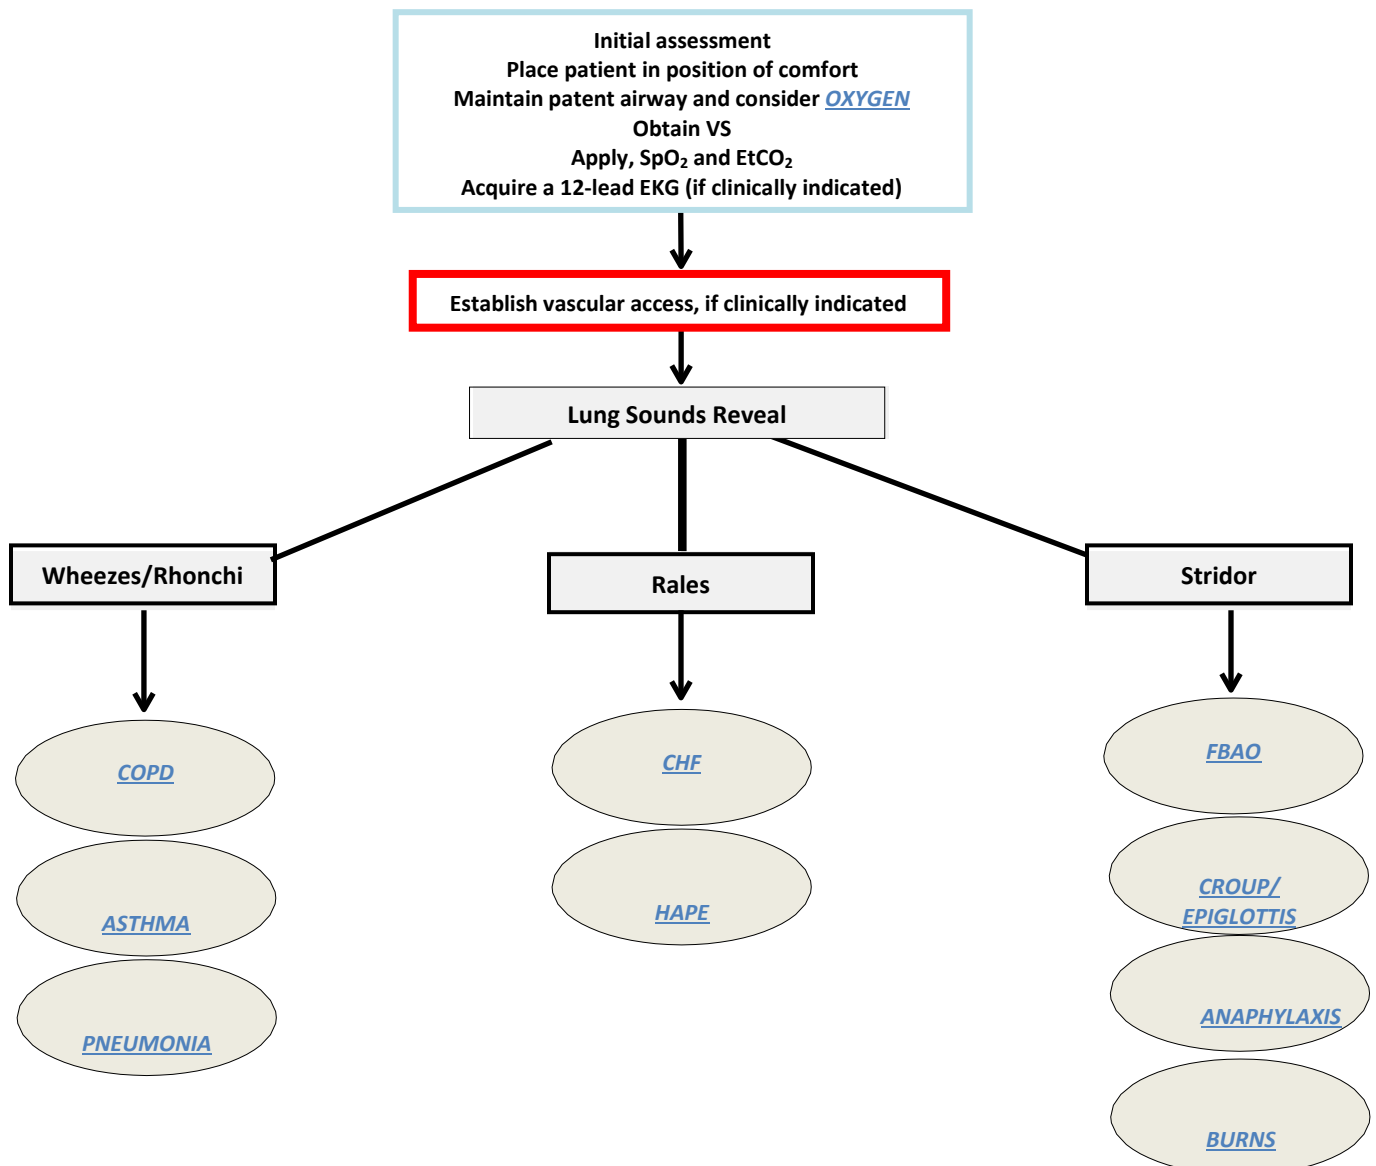 Initial assessment
Place patient in position of comfort
Maintain patent airway and consider OXYGEN
Obtain VS
Apply, SpO₂ and EtCO₂
Acquire a 12-lead EKG (if clinically indicated)
Establish vascular access, if clinically indicated
Lung Sounds Reveal
Wheezes/Rhonchi
Rales
Stridor
COPD
ASTHMA
PNEUMONIA
CHF
HAPE
FBAO
CROUP/
EPIGLOTTIS
ANAPHYLAXIS
BURNS